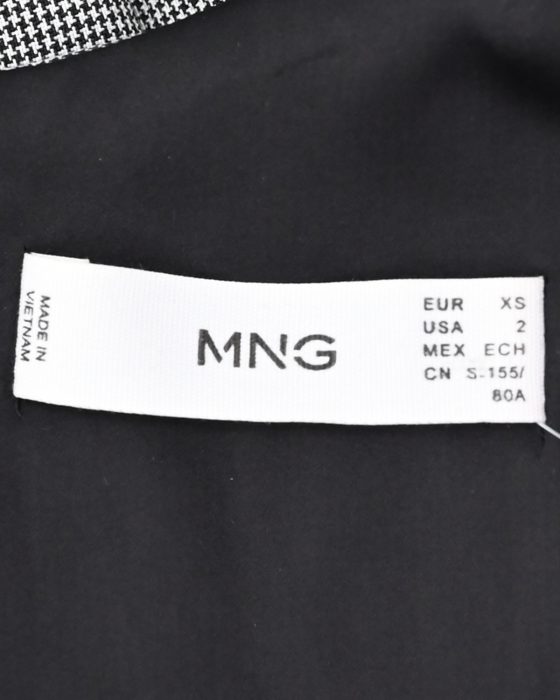 MADE IN
VIETNAM
MNG
EUR XS
USA 2
MEX ECH
CN S-155/
80A